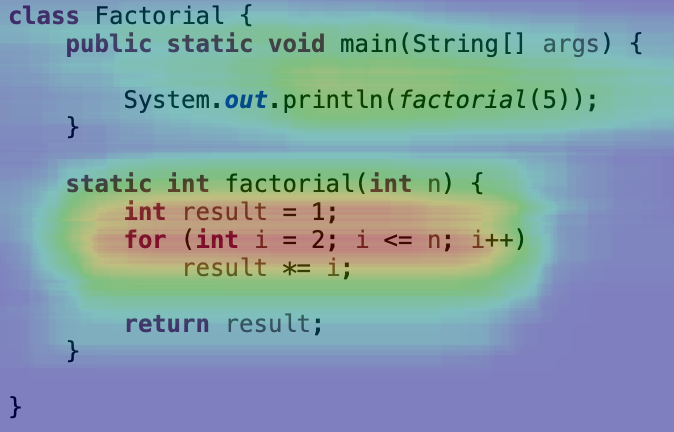 class Factorial {
    public static void main(String[] args) {
        System.out.println(factorial(5));
    }
    static int factorial(int n) {
        int result = 1;
        for (int i = 2; i <= n; i++)
            result *= i;
        return result;
    }
}